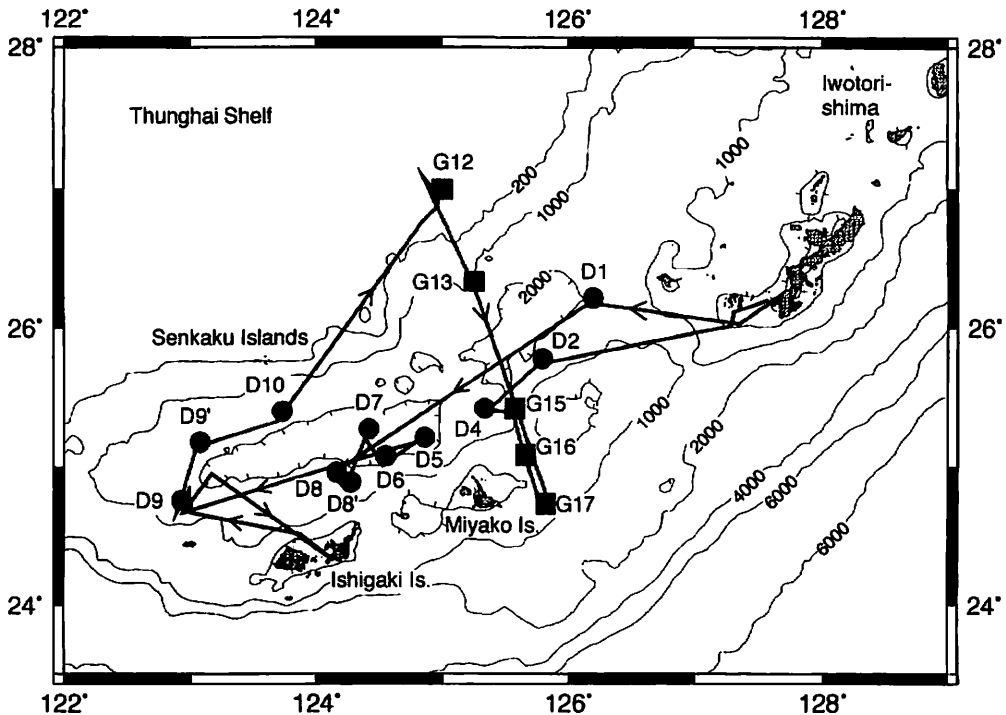 122° 124° 126° 128°
28° 28°
Iwotori-
shima
Thunghai Shelf
G12
200
1000
1000
G13
2000
D1
26° 26°
Senkaku Islands
D2
D10
D7
D9'
D4
G15
1000
D5
G16
2000
D6
D8
D8'
4000
D9
G17
6000
Miyako Is.
6000
Ishigaki Is.
24° 24°
122° 124° 126° 128°